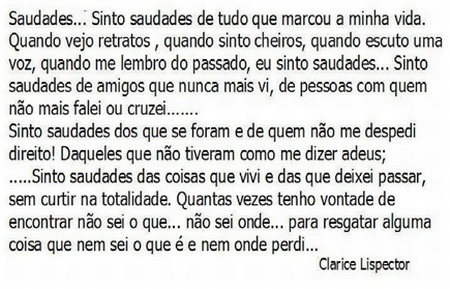 Saudades... Sinto saudades de tudo que marcou a minha vida.
Quando vejo retratos , quando sinto cheiros, quando escuto uma
voz, quando me lembro do passado, eu sinto saudades... Sinto
saudades de amigos que nunca mais vi, de pessoas com quem
não mais falei ou cruzei.......
Sinto saudades dos que se foram e de quem não me despedi
direito! Daqueles que não tiveram como me dizer adeus;
.....Sinto saudades das coisas que vivi e das que deixei passar,
sem curtir na totalidade. Quantas vezes tenho vontade de
encontrar não sei o que... não sei onde... para resgatar alguma
coisa que nem sei o que é e nem onde perdi...
Clarice Lispector